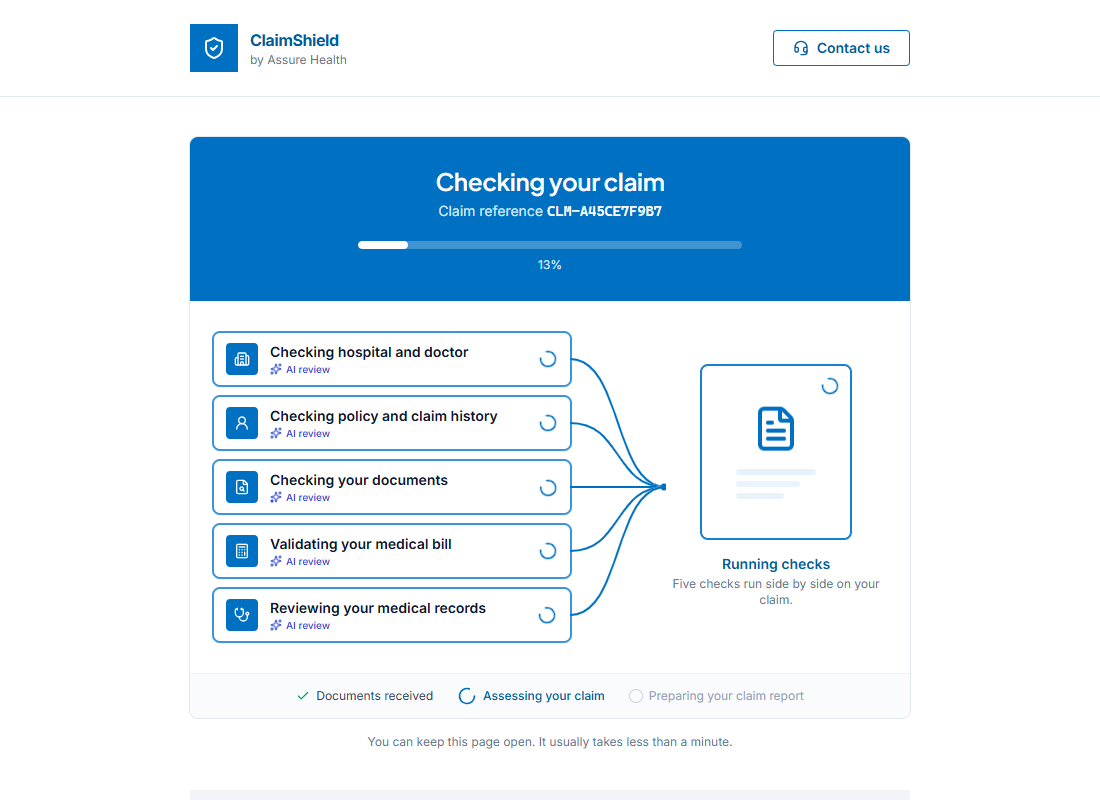 ClaimShield
by Assure Health
Contact us
Checking your claim
Claim reference CLM-A45CE7F9B7
13%
Checking hospital and doctor
AI review
Checking policy and claim history
AI review
Checking your documents
AI review
Validating your medical bill
AI review
Reviewing your medical records
AI review
Running checks
Five checks run side by side on your
claim.
Documents received
Assessing your claim
Preparing your claim report
You can keep this page open. It usually takes less than a minute.